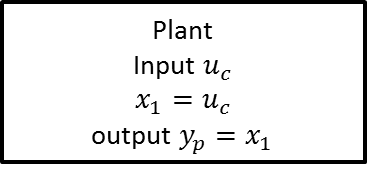 Plant
Input u_c
x_1 = u_c
output y_p = x_1